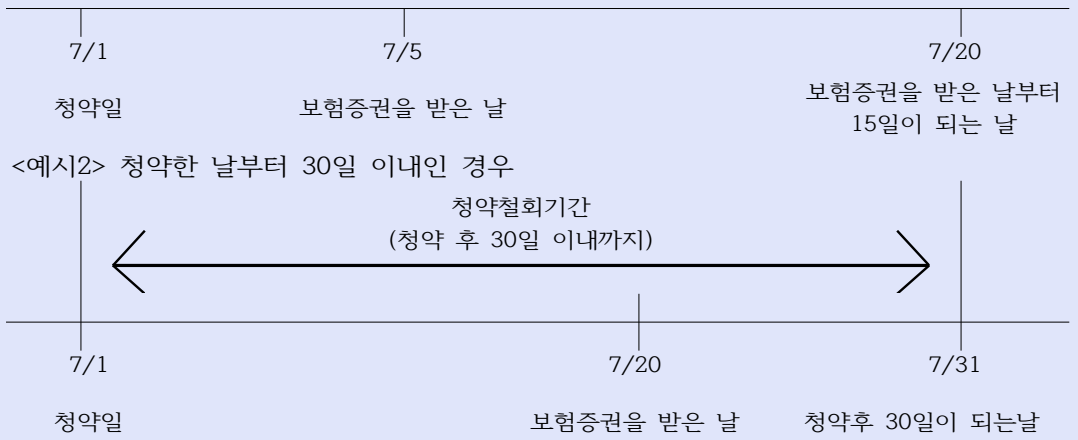 7/1 7/5 7/20
청약일 보험증권을 받은 날 보험증권을 받은 날부터
15일이 되는 날
<예시2> 청약한 날부터 30일 이내인 경우
청약철회기간
(청약 후 30일 이내까지)
7/1 7/20 7/31
청약일 보험증권을 받은 날 청약후 30일이 되는날